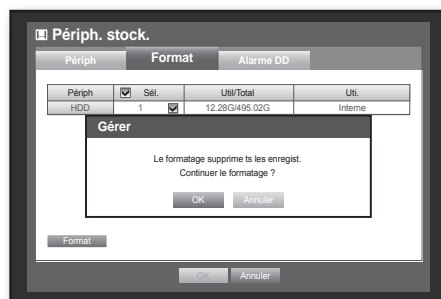 Périph. stock.
Périph Format Alarme DD
Périph Sél. Util/Total Uti.
HDD 1 12.28G/495.02G Interne
Gérer
Le formatage supprime ts les enregist.
Continuer le formatage ?
OK Annuler
Format
OK Annuler